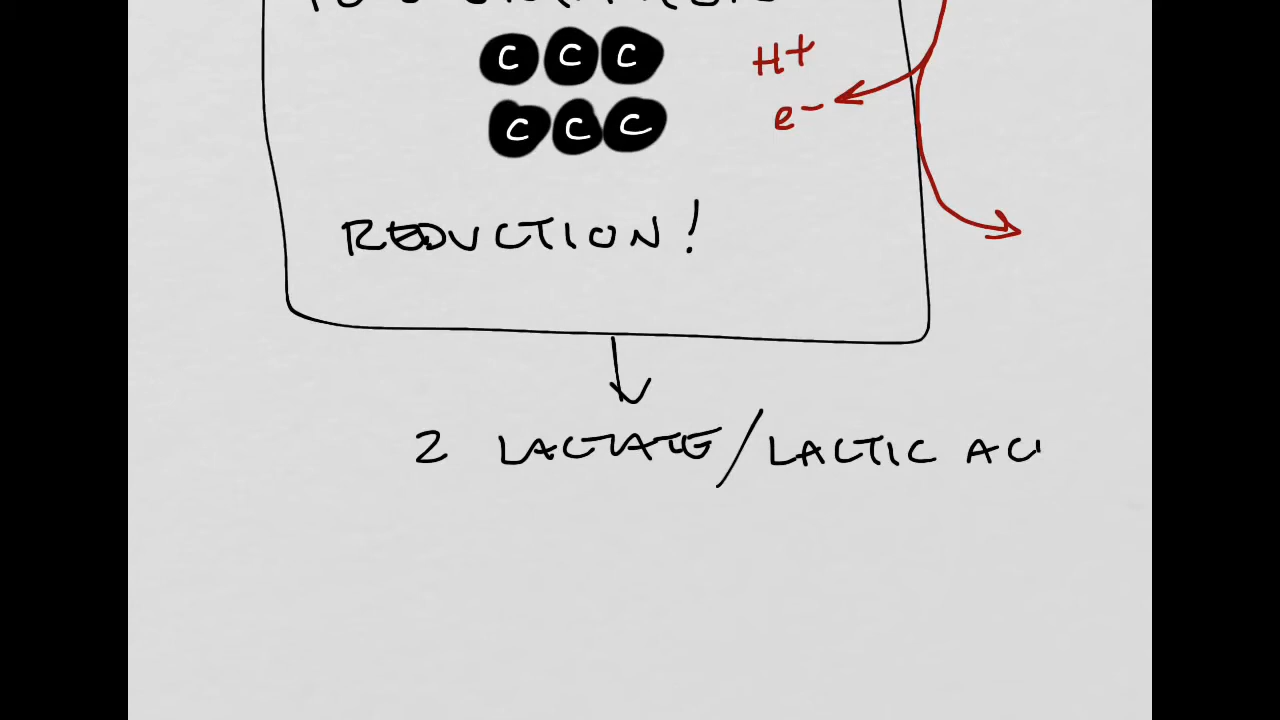 C C C H+
C C C e-
REDUCTION!
2 LACTATE/LACTIC AC